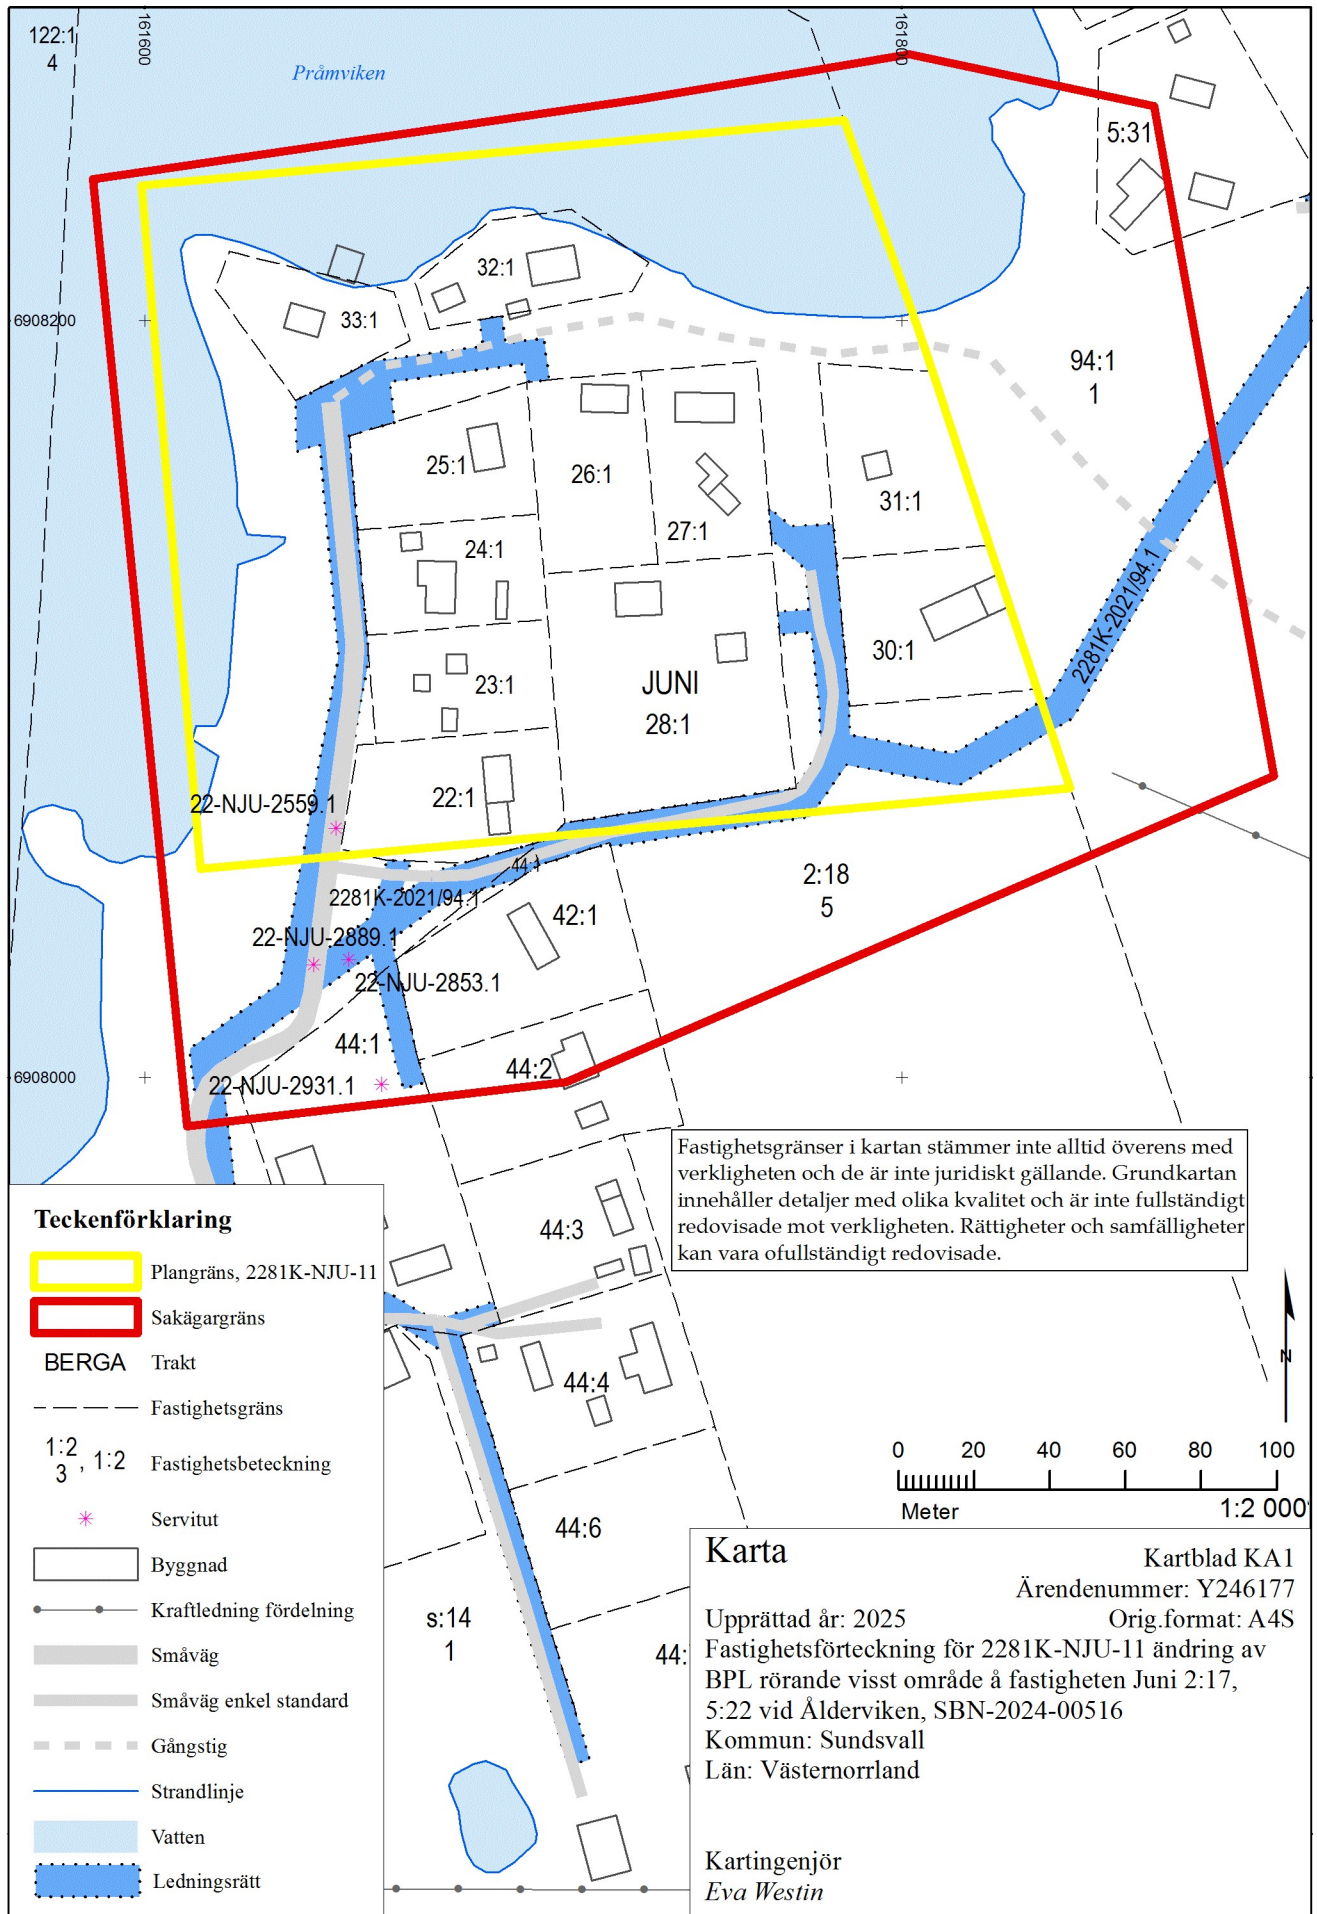 122:1
4
161600
161800
Pråmviken
5:31
32:1
33:1
6908200
94:1
1
25:1
26:1
31:1
27:1
24:1
2281K-2021/94.1
30:1
23:1
JUNI
28:1
22:1
22-NJU-2559.1
44:1
2:18
5
2281K-2021/94.1
42:1
22-NJU-2889.1
22-NJU-2853.1
44:1
44:2
6908000
22-NJU-2931.1
Fastighetsgränser i kartan stämmer inte alltid överens med
verkligheten och de är inte juridiskt gällande. Grundkartan
innehåller detaljer med olika kvalitet och är inte fullständigt
redovisade mot verkligheten. Rättigheter och samfälligheter
kan vara ofullständigt redovisade.
44:3
44:4
44:6
s:14
1
44:
N
0 20 40 60 80 100
Meter
1:2 000
Teckenförklaring
Plangräns, 2281K-NJU-11
Sakägargräns
BERGA Trakt
Fastighetsgräns
1:2
3 , 1:2 Fastighetsbeteckning
Servitut
Byggnad
Kraftledning fördelning
Småväg
Småväg enkel standard
Gångstig
Strandlinje
Vatten
Ledningsrätt
Karta
Kartblad KA1
Ärendenummer: Y246177
Upprättad år: 2025 Orig.format: A4S
Fastighetsförteckning för 2281K-NJU-11 ändring av
BPL rörande visst område å fastigheten Juni 2:17,
5:22 vid Ålderviken, SBN-2024-00516
Kommun: Sundsvall
Län: Västernorrland
Kartingenjör
Eva Westin